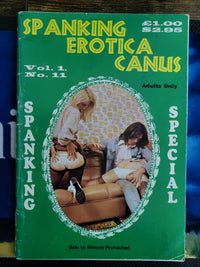 SPANKING
EROTICA
CANUS
£1.00
$2.95
Vol. 1.
No. 11
Adults Only
SPANKING
SPECIAL
Sale to Minors Prohibited